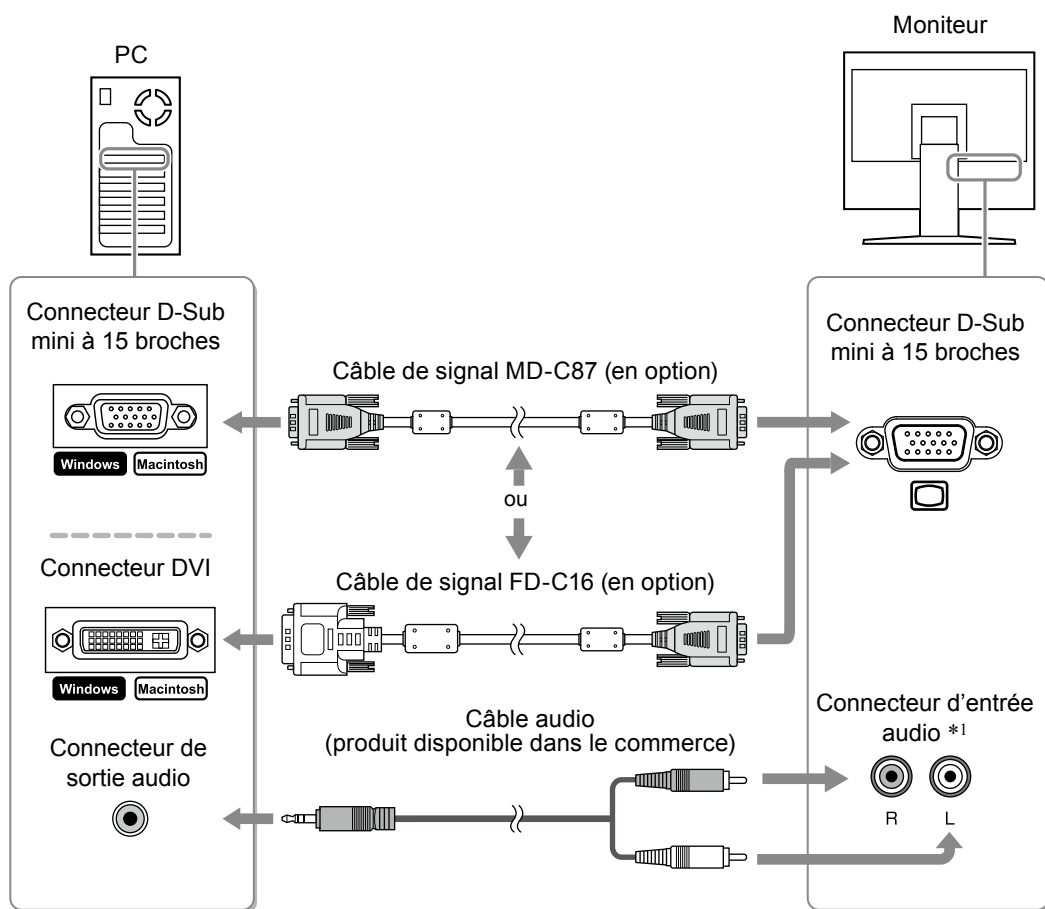 PC
Moniteur
Connecteur D-Sub
mini à 15 broches
Windows Macintosh
Connecteur DVI
Windows Macintosh
Connecteur de
sortie audio
Câble de signal MD-C87 (en option)
ou
Câble de signal FD-C16 (en option)
Câble audio
(produit disponible dans le commerce)
Connecteur D-Sub
mini à 15 broches
Connecteur d'entrée
audio *1
R L